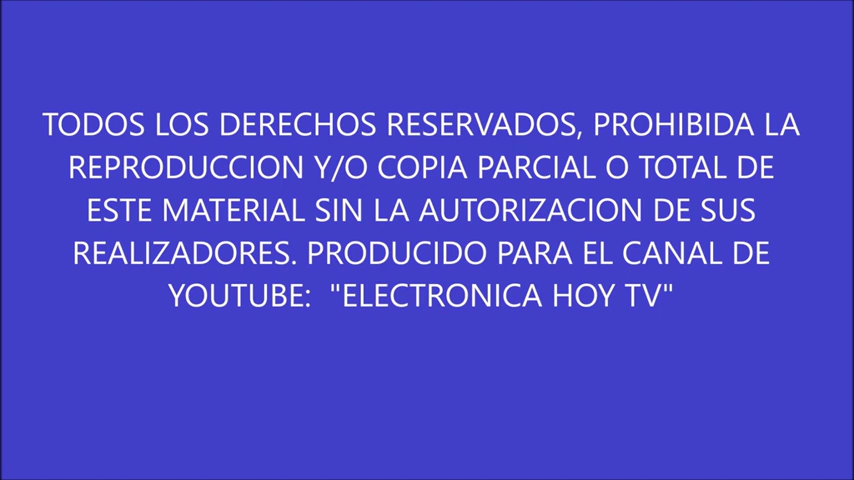 TODOS LOS DERECHOS RESERVADOS, PROHIBIDA LA
REPRODUCCION Y/O COPIA PARCIAL O TOTAL DE
ESTE MATERIAL SIN LA AUTORIZACION DE SUS
REALIZADORES. PRODUCIDO PARA EL CANAL DE
YOUTUBE:  "ELECTRONICA HOY TV"